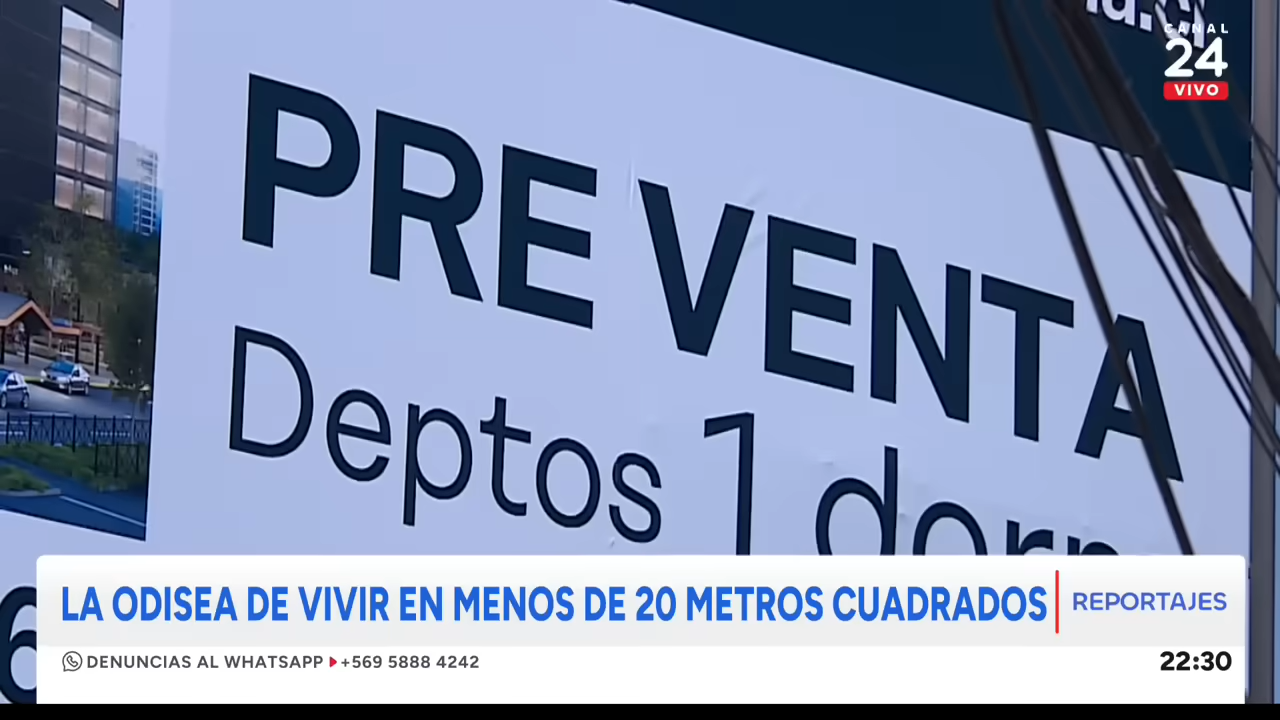 CANAL
24
VIVO
PRE VENTA
Deptos 1
LA ODISEA DE VIVIR EN MENOS DE 20 METROS CUADRADOS
REPORTAJES
DENUNCIAS AL WHATSAPP +569 5888 4242
22:30